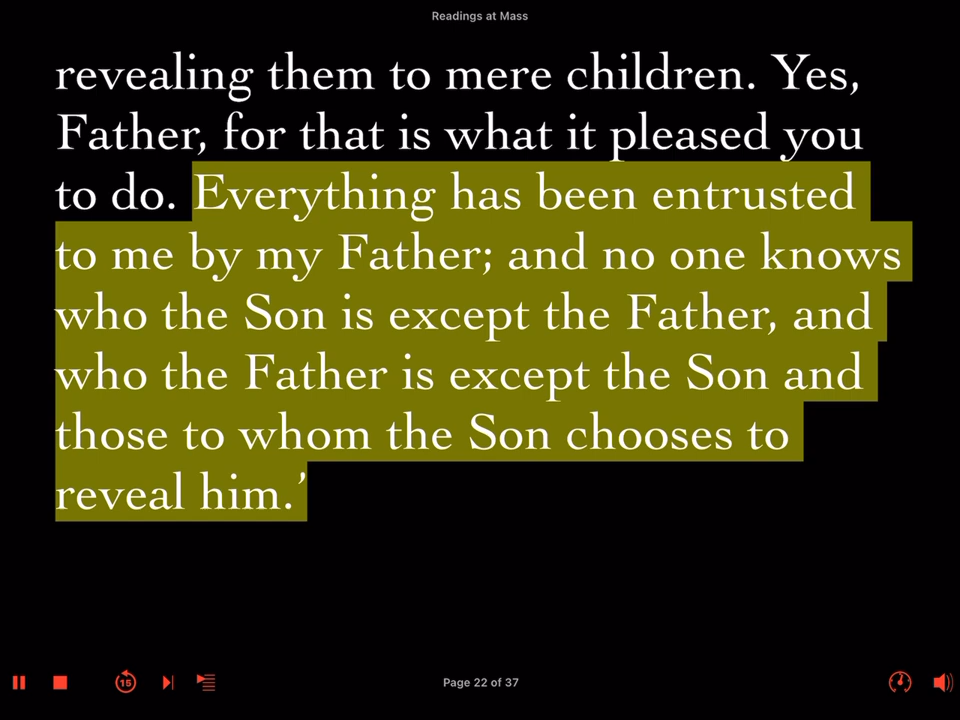 Readings at Mass
revealing them to mere children. Yes,
Father, for that is what it pleased you
to do. Everything has been entrusted
to me by my Father; and no one knows
who the Son is except the Father, and
who the Father is except the Son and
those to whom the Son chooses to
reveal him.’
15
Page 22 of 37